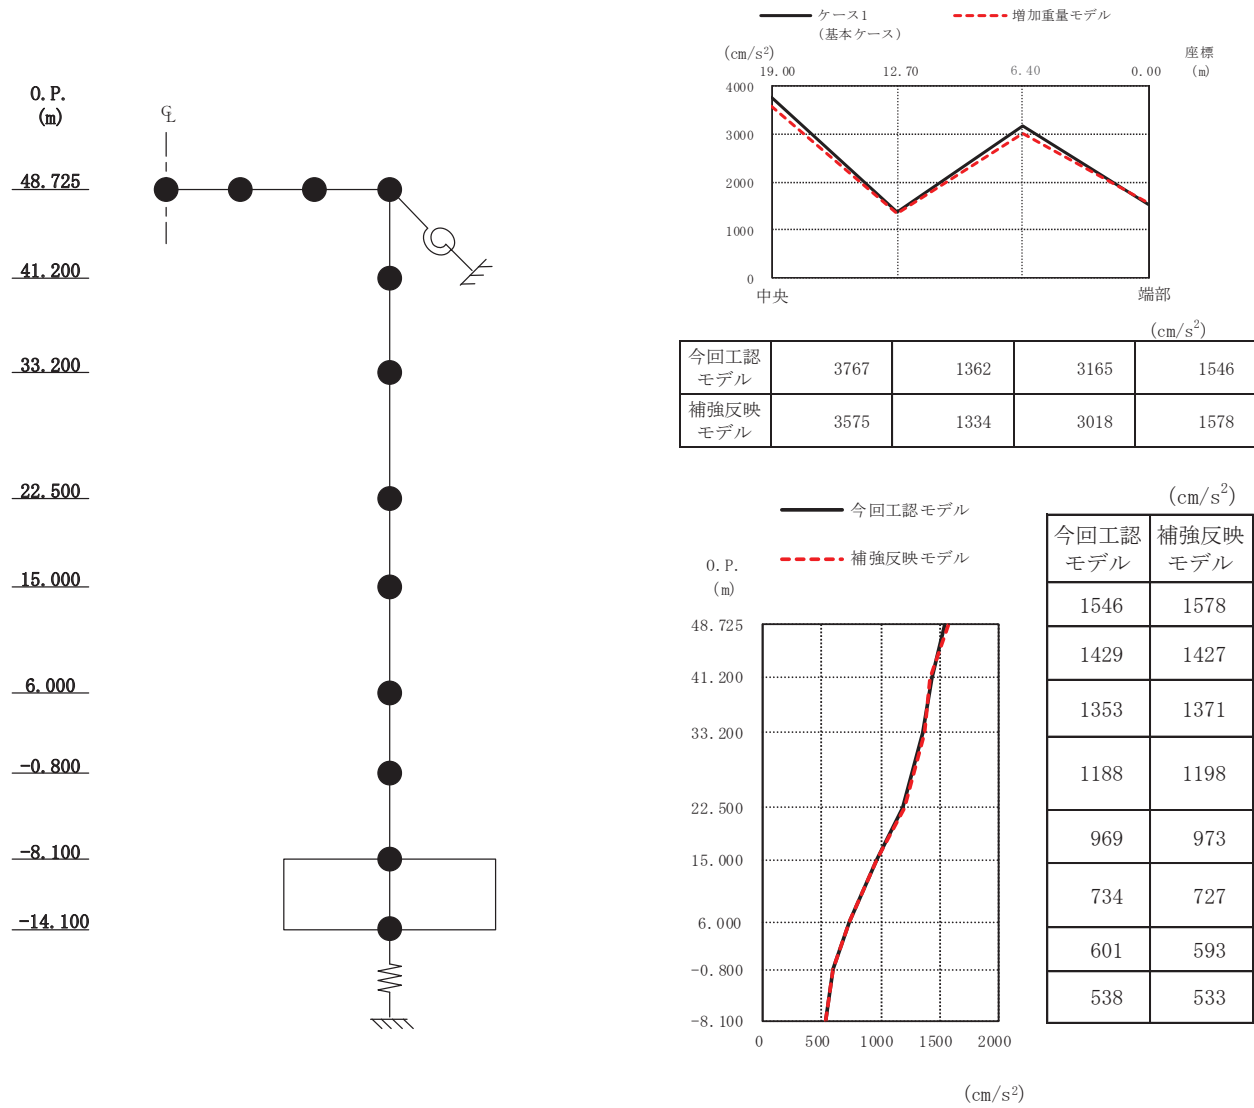 O.P.
(m)
℄
48.725
41.200
33.200
22.500
15.000
6.000
-0.800
-8.100
-14.100
ケース1
(基本ケース)
増加重量モデル
(cm/s²)
座標
(m)
19.00 12.70 6.40 0.00
4000
3000
2000
1000
0
中央 端部
(cm/s²)
今回工認
モデル
3767 1362 3165 1546
補強反映
モデル
3575 1334 3018 1578
今回工認モデル
補強反映モデル
O.P.
(m)
48.725
41.200
33.200
22.500
15.000
6.000
-0.800
-8.100
0 500 1000 1500 2000
(cm/s²)
(cm/s²)
今回工認 補強反映
モデル モデル
1546 1578
1429 1427
1353 1371
1188 1198
969 973
734 727
601 593
538 533